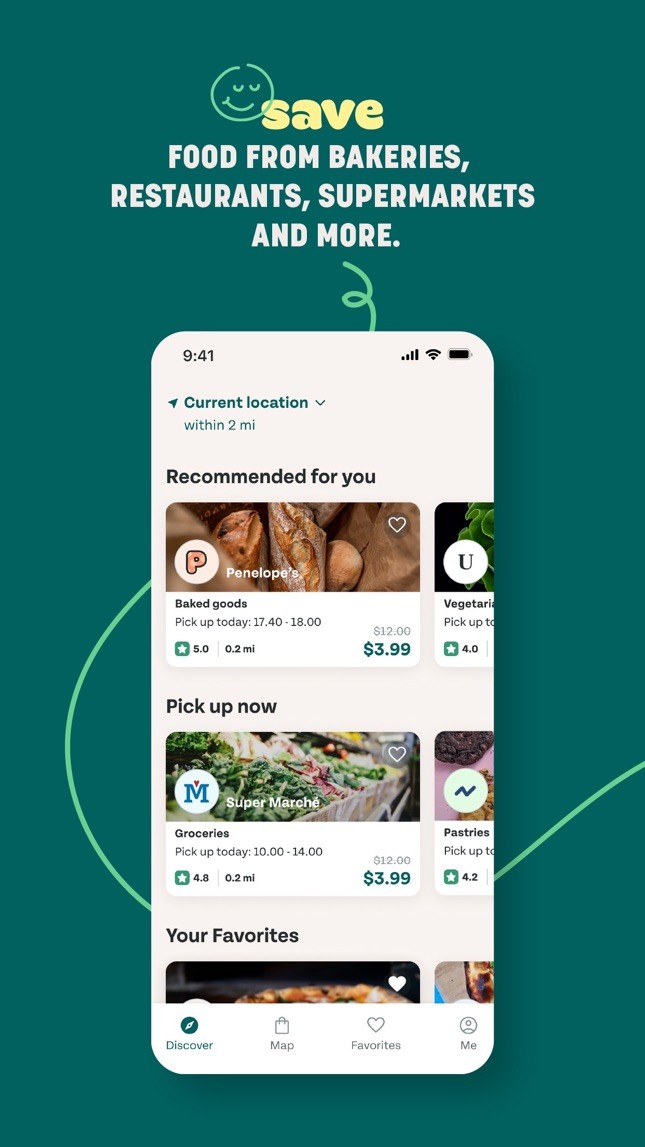 save
FOOD FROM BAKERIES,
RESTAURANTS, SUPERMARKETS
AND MORE.
9:41
Current location
within 2 mi
Recommended for you
P
Penelope's
U
Baked goods
Pick up today: 17.40 - 18.00
$12.00
5.0
0.2 mi
$3.99
Pick
4.0
Pick up now
M
Super Marché
Groceries
Pick up today: 10.00 - 14.00
$12.00
4.8
0.2 mi
$3.99
Pastries
Pick up
4.2
Your Favorites
Discover
Map
Favorites
Me